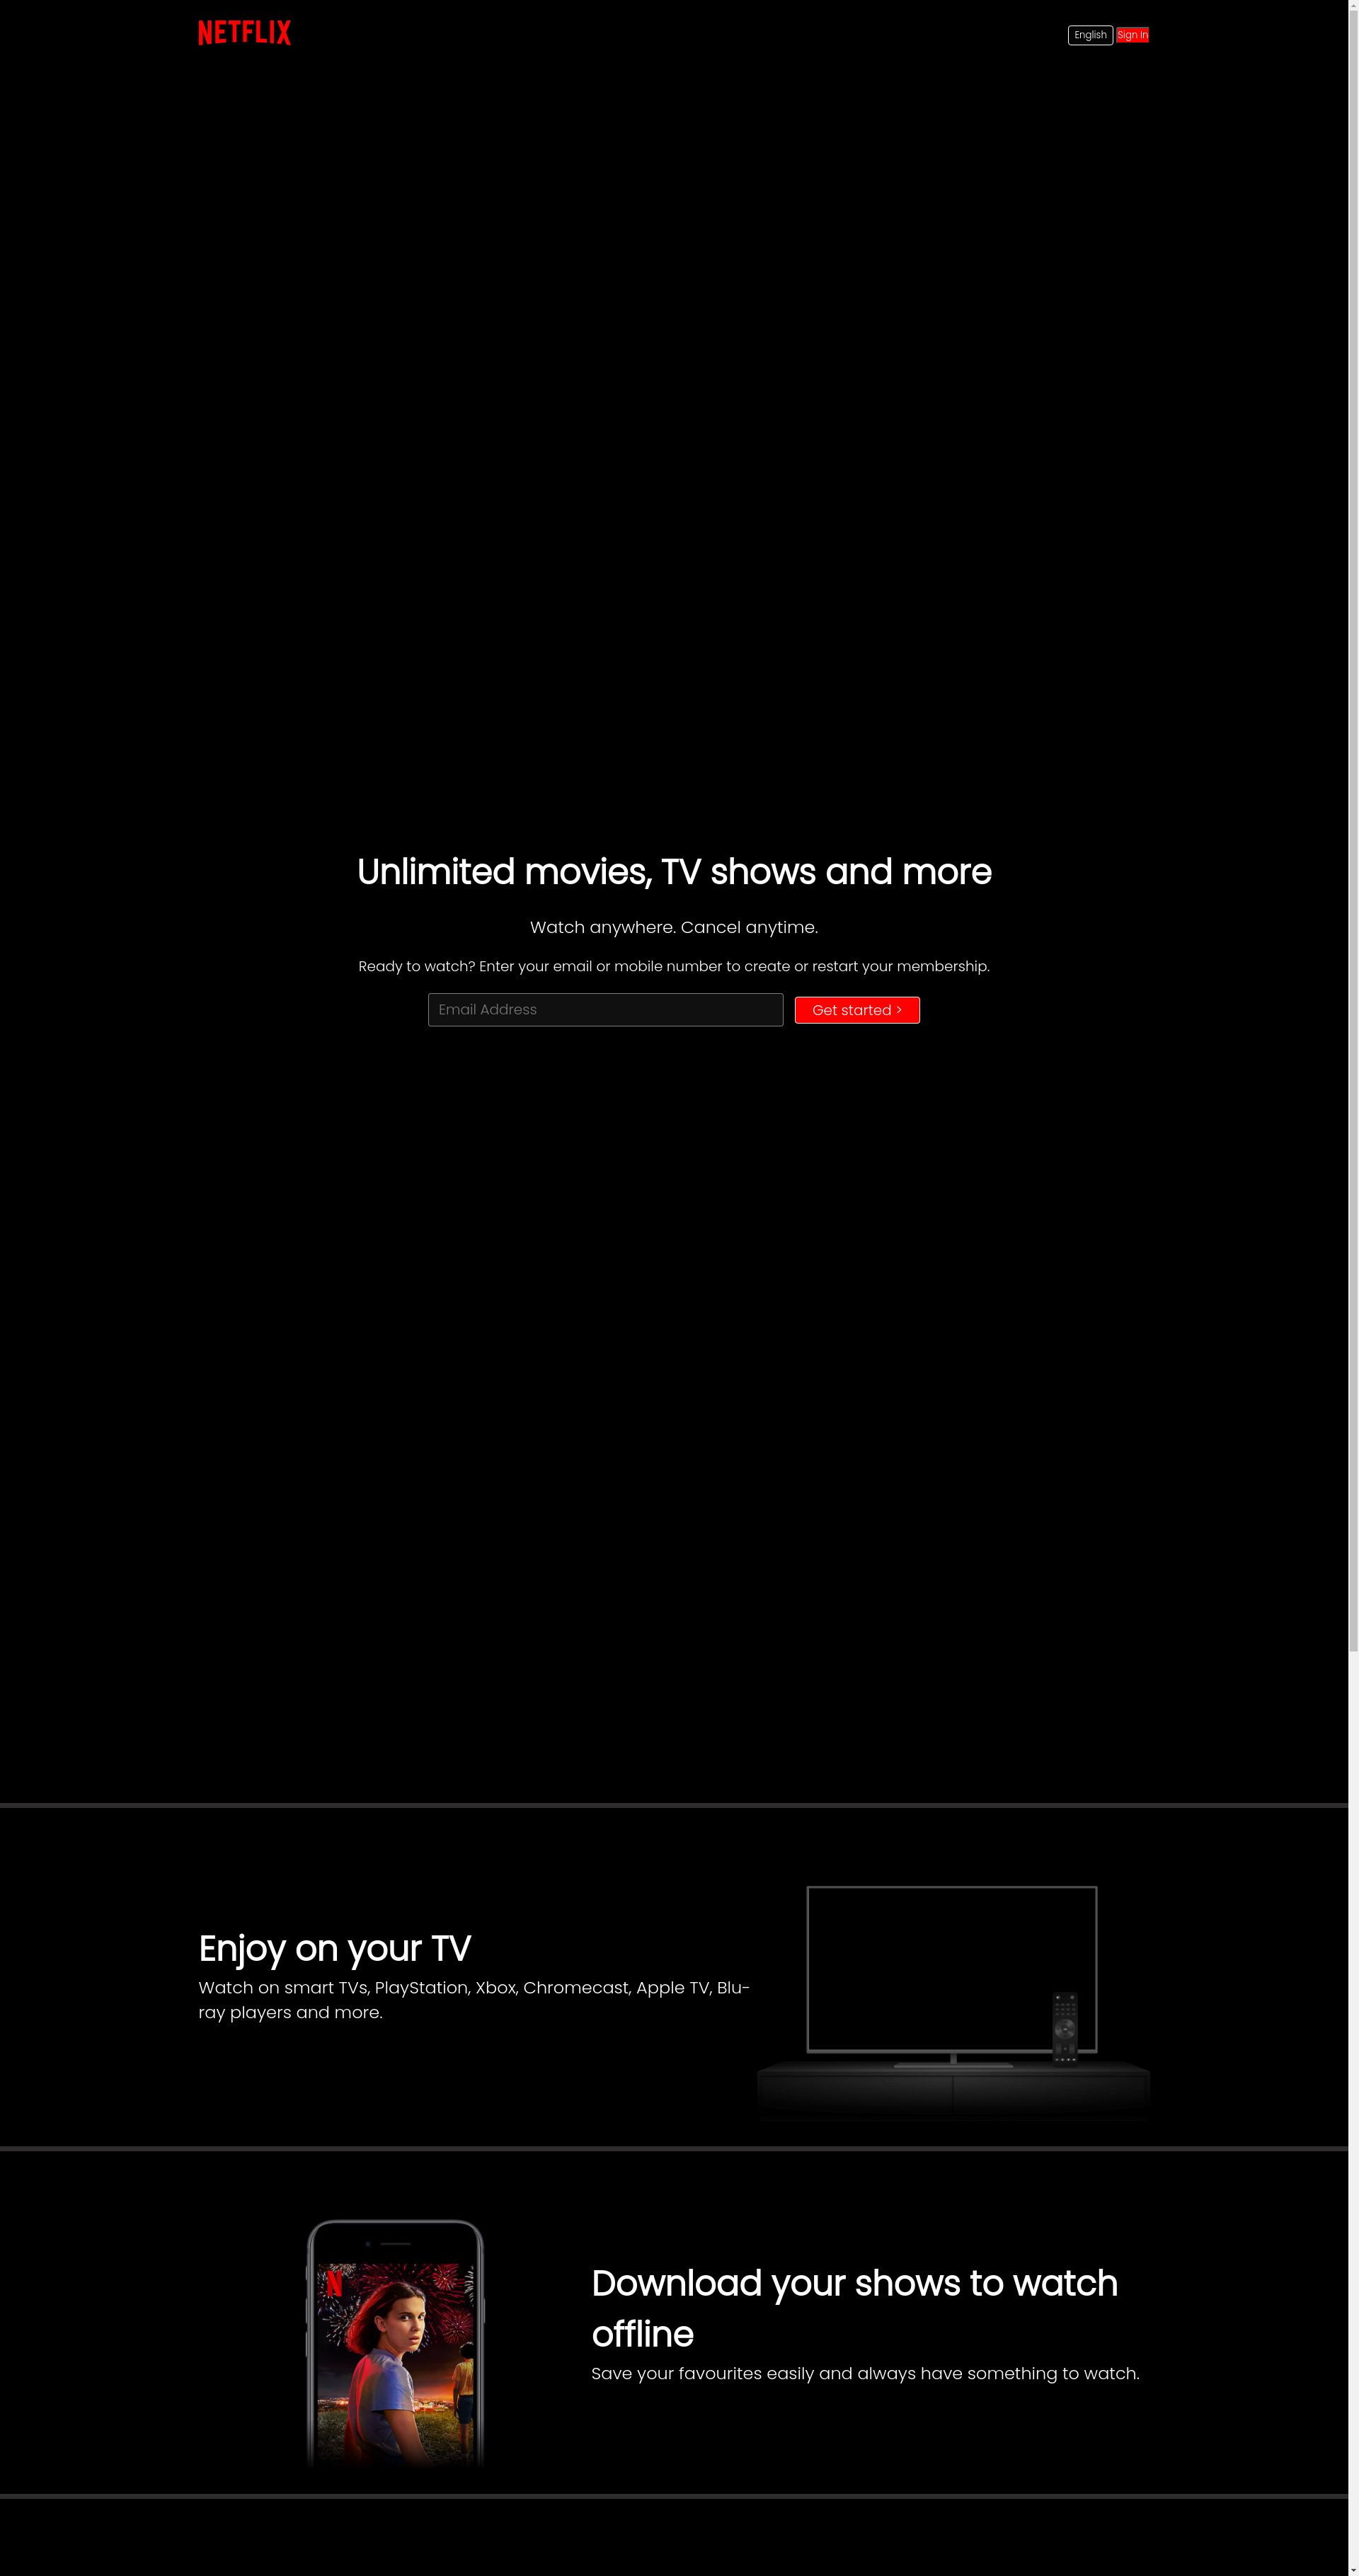 NETFLIX
English Sign In
Unlimited movies, TV shows and more
Watch anywhere. Cancel anytime.
Ready to watch? Enter your email or mobile number to create or restart your membership.
Email Address Get started >
Enjoy on your TV
Watch on smart TVs, PlayStation, Xbox, Chromecast, Apple TV, Blu-
ray players and more.
N
Download your shows to watch
offline
Save your favourites easily and always have something to watch.